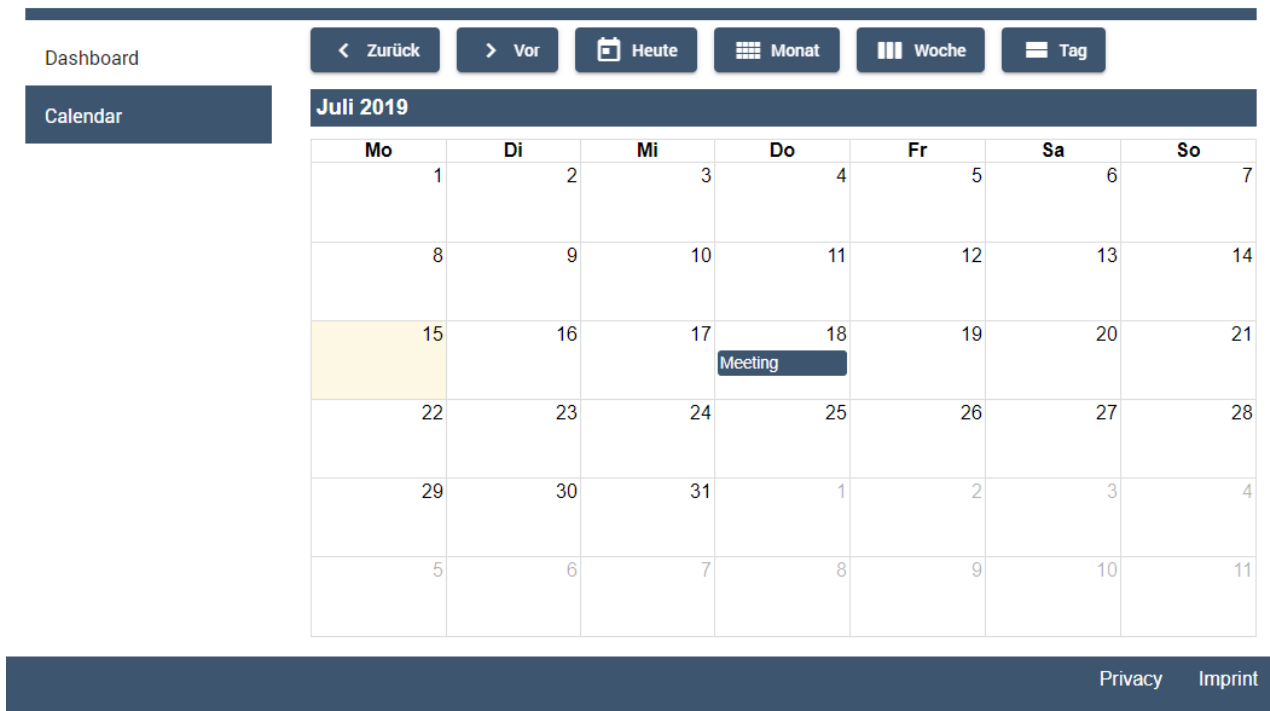 Dashboard
Calendar
Zurück Vor Heute Monat Woche Tag
Juli 2019
Mo Di Mi Do Fr Sa So
1 2 3 4 5 6 7
8 9 10 11 12 13 14
15 16 17 18 19 20 21
Meeting
22 23 24 25 26 27 28
29 30 31 1 2 3 4
5 6 7 8 9 10 11
Privacy Imprint